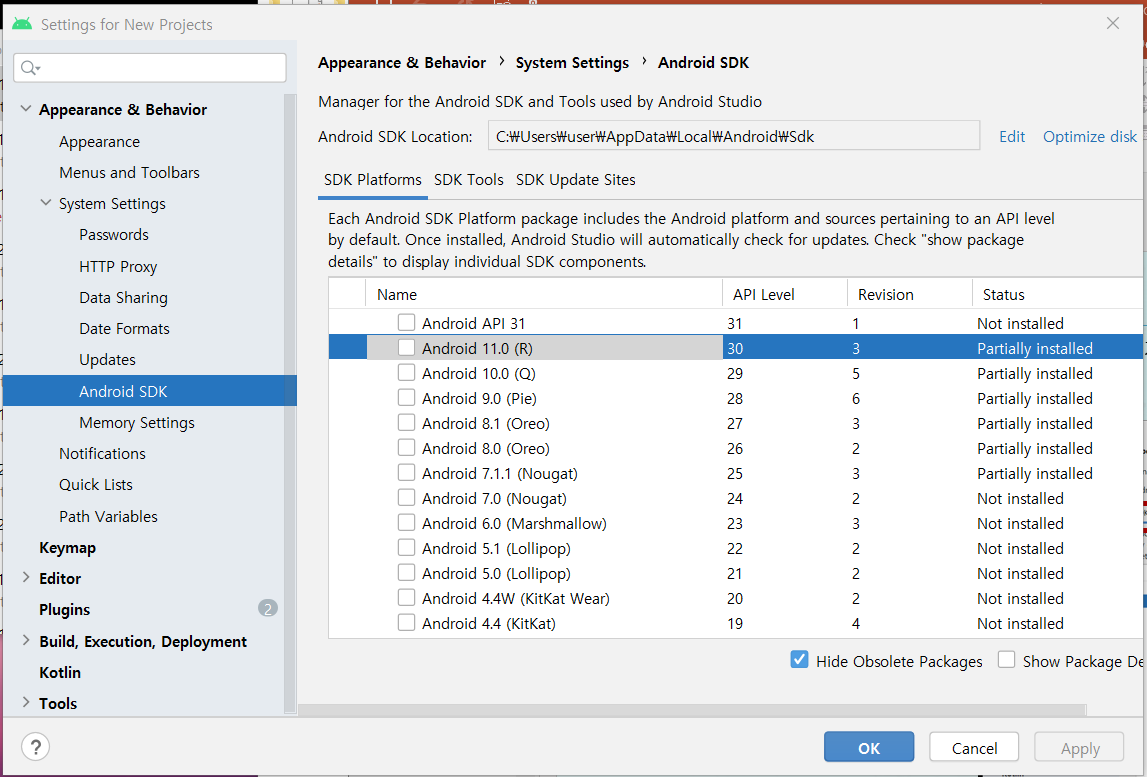 Settings for New Projects
Appearance & Behavior
Appearance
Menus and Toolbars
System Settings
Passwords
HTTP Proxy
Data Sharing
Date Formats
Updates
Android SDK
Memory Settings
Notifications
Quick Lists
Path Variables
Keymap
Editor
Plugins 2
Build, Execution, Deployment
Kotlin
Tools
Appearance & Behavior › System Settings › Android SDK
Manager for the Android SDK and Tools used by Android Studio
Android SDK Location: C:₩Users₩user₩AppData₩Local₩Android₩Sdk Edit Optimize disk
SDK Platforms SDK Tools SDK Update Sites
Each Android SDK Platform package includes the Android platform and sources pertaining to an API level
by default. Once installed, Android Studio will automatically check for updates. Check "show package
details" to display individual SDK components.
Name API Level Revision Status
Android API 31 31 1 Not installed
Android 11.0 (R) 30 3 Partially installed
Android 10.0 (Q) 29 5 Partially installed
Android 9.0 (Pie) 28 6 Partially installed
Android 8.1 (Oreo) 27 3 Partially installed
Android 8.0 (Oreo) 26 2 Partially installed
Android 7.1.1 (Nougat) 25 3 Partially installed
Android 7.0 (Nougat) 24 2 Not installed
Android 6.0 (Marshmallow) 23 3 Not installed
Android 5.1 (Lollipop) 22 2 Not installed
Android 5.0 (Lollipop) 21 2 Not installed
Android 4.4W (KitKat Wear) 20 2 Not installed
Android 4.4 (KitKat) 19 4 Not installed
Hide Obsolete Packages Show Package De
? OK Cancel Apply